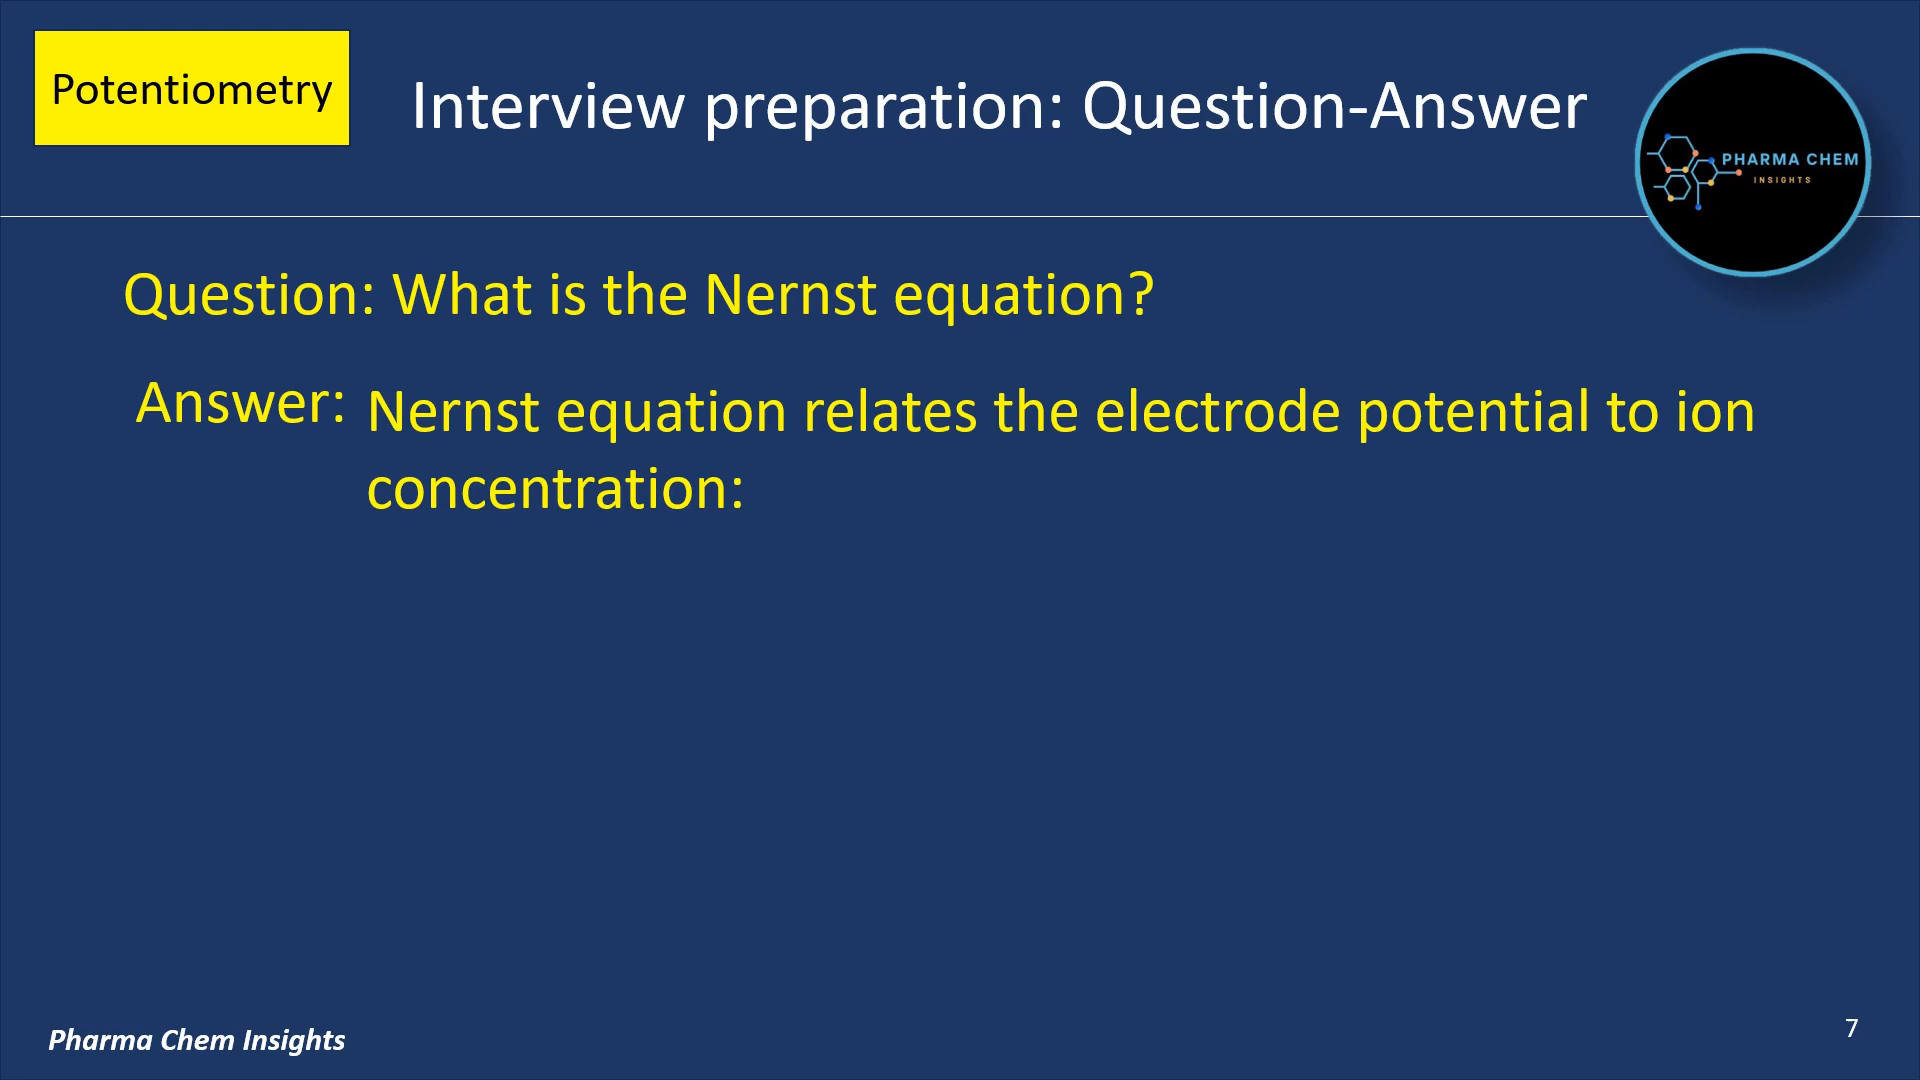 Potentiometry
Interview preparation: Question-Answer
PHARMA CHEM
INSIGHTS
Question: What is the Nernst equation?
Answer: Nernst equation relates the electrode potential to ion
concentration:
Pharma Chem Insights
7